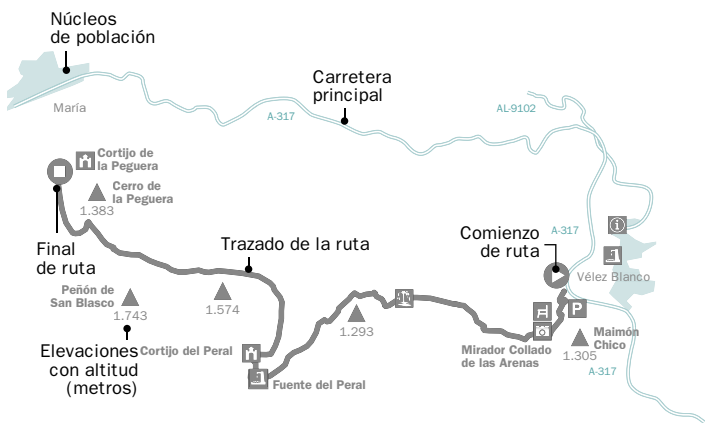 Núcleos
de población
María
Carretera
principal
A-317
AL-9102
Cortijo de
la Peguera
Cerro de
la Peguera
1.383
Final
de ruta
Trazado de la ruta
Comienzo
de ruta
A-317
Vélez Blanco
Peñón de
San Blasco
1.743
1.574
1.293
P
Elevaciones
con altitud
(metros)
Cortijo del Peral
Fuente del Peral
Mirador Collado
de las Arenas
Maimón
Chico
1.305
A-317